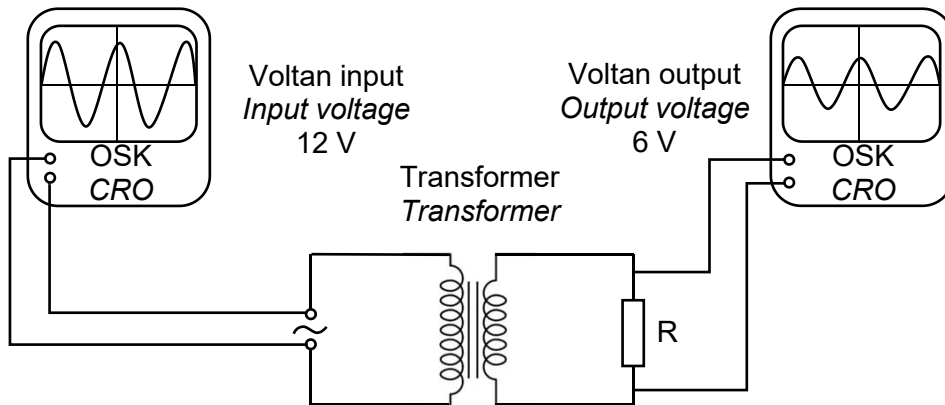 Voltan input
Input voltage
12 V
Voltan output
Output voltage
6 V
OSK
CRO
OSK
CRO
Transformer
Transformer
R